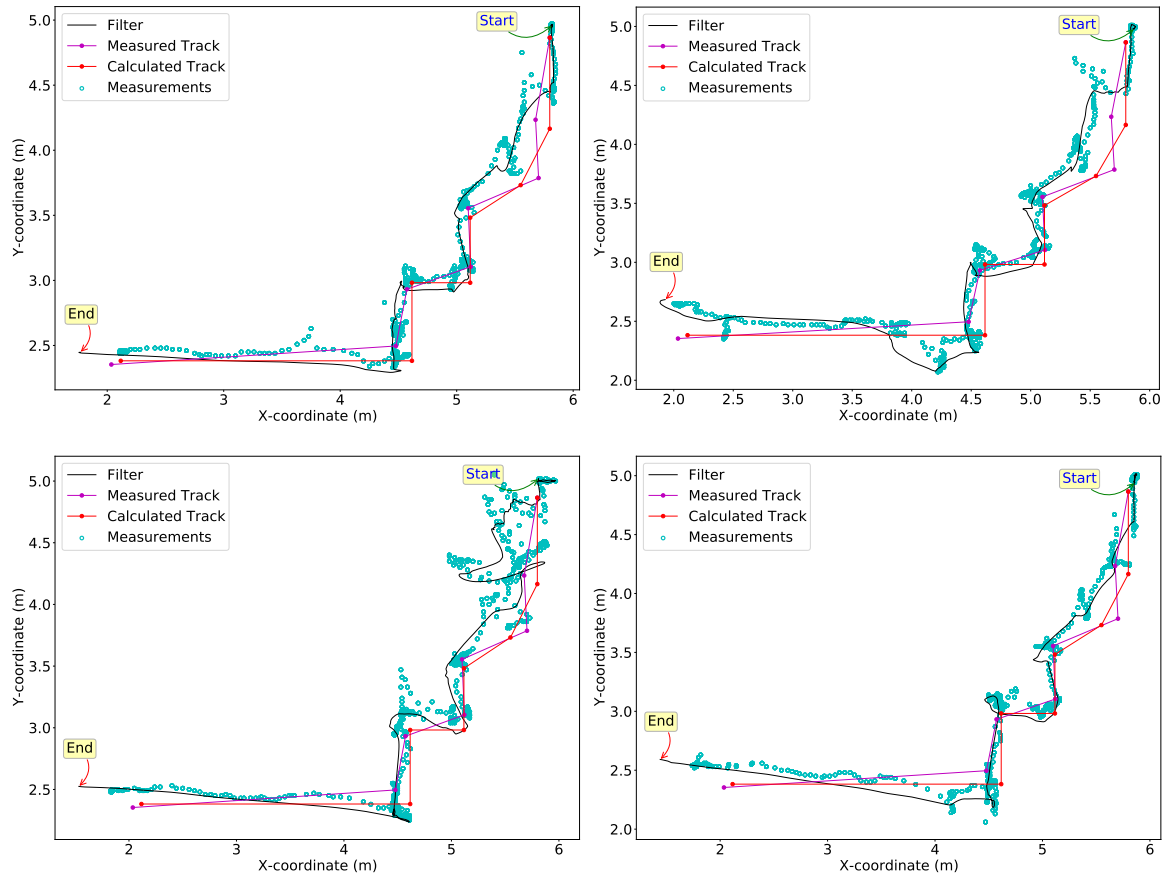 Filter
Measured Track
Calculated Track
Measurements
Start
End
5.0
4.5
4.0
3.5
3.0
2.5
Y-coordinate (m)
2 3 4 5 6
X-coordinate (m)
Filter
Measured Track
Calculated Track
Measurements
Start
End
5.0
4.5
4.0
3.5
3.0
2.5
2.0
Y-coordinate (m)
2.0 2.5 3.0 3.5 4.0 4.5 5.0 5.5 6.0
X-coordinate (m)
Filter
Measured Track
Calculated Track
Measurements
Start
End
5.0
4.5
4.0
3.5
3.0
2.5
Y-coordinate (m)
2 3 4 5 6
X-coordinate (m)
Filter
Measured Track
Calculated Track
Measurements
Start
End
5.0
4.5
4.0
3.5
3.0
2.5
2.0
Y-coordinate (m)
2 3 4 5 6
X-coordinate (m)